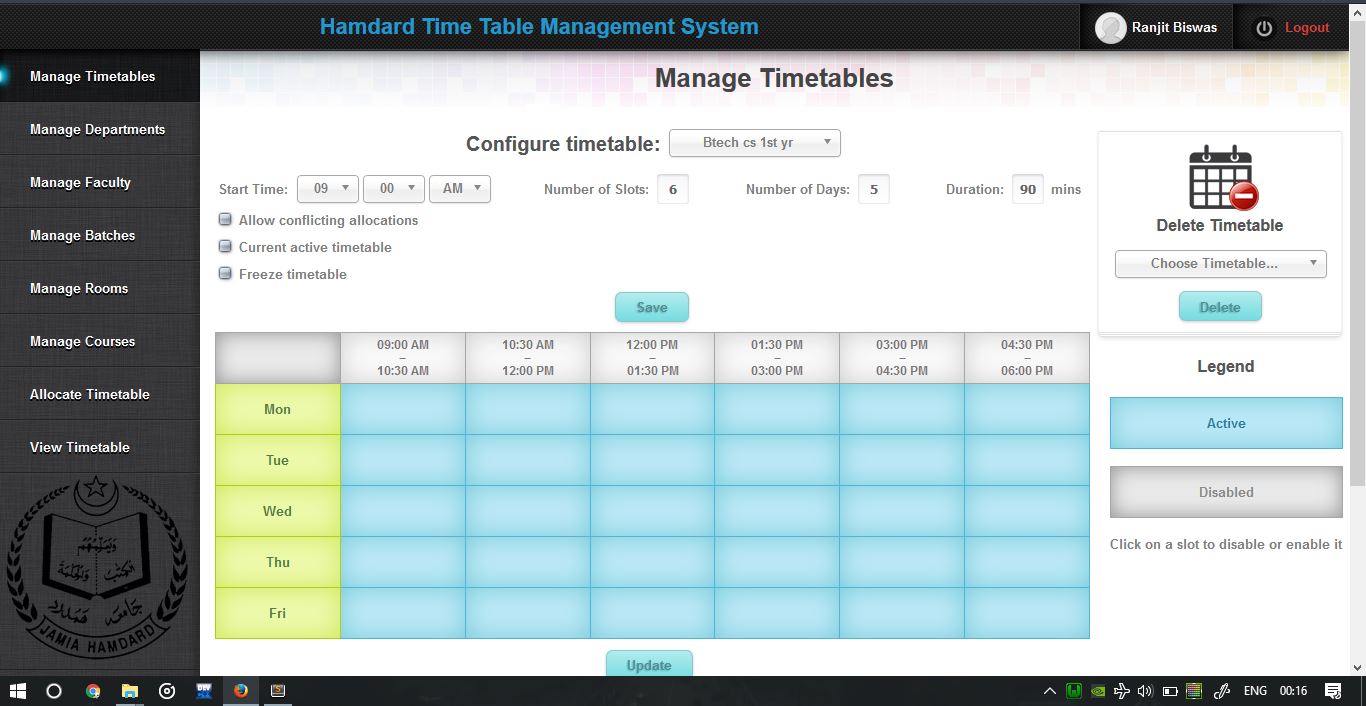 Hamdard Time Table Management System
Ranjit Biswas
Logout
Manage Timetables
Manage Departments
Manage Faculty
Manage Batches
Manage Rooms
Manage Courses
Allocate Timetable
View Timetable
JAMIA HAMDARD
Manage Timetables
Configure timetable: Btech cs 1st yr
Start Time: 09 00 AM Number of Slots: 6 Number of Days: 5 Duration: 90 mins
Allow conflicting allocations
Current active timetable
Freeze timetable
Save
09:00 AM – 10:30 AM
10:30 AM – 12:00 PM
12:00 PM – 01:30 PM
01:30 PM – 03:00 PM
03:00 PM – 04:30 PM
04:30 PM – 06:00 PM
Mon
Tue
Wed
Thu
Fri
Update
Delete Timetable
Choose Timetable...
Delete
Legend
Active
Disabled
Click on a slot to disable or enable it
ENG 00:16